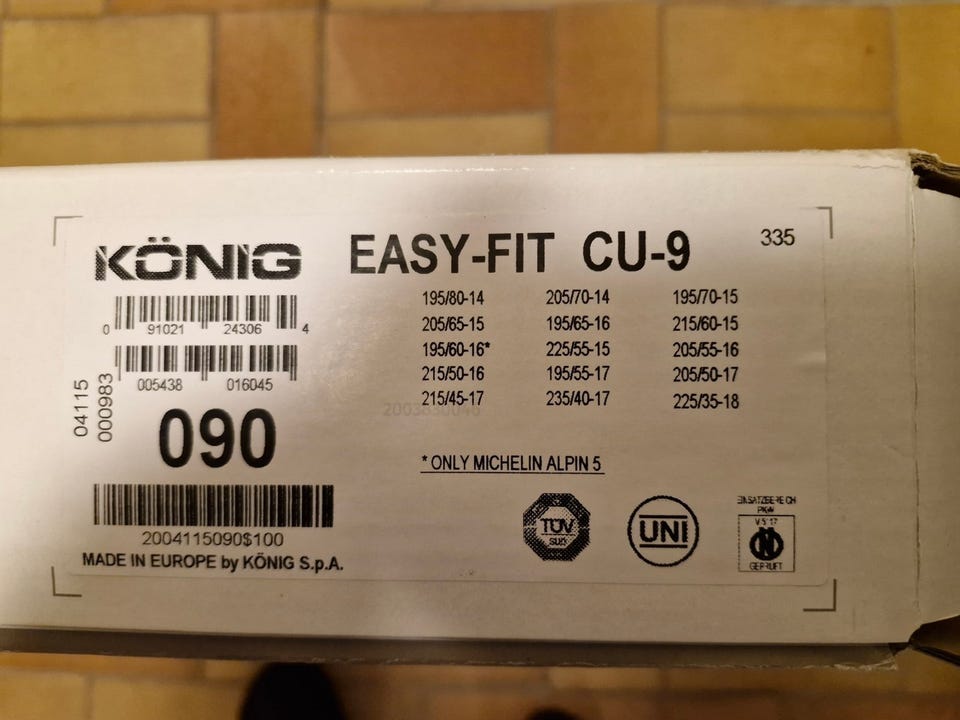 KÖNIG
EASY-FIT CU-9
335
0 91021 24306 4
005438 016045
04115
000983
090
2004115090$100
MADE IN EUROPE by KÖNIG S.p.A.
195/80-14 205/70-14 195/70-15
205/65-15 195/65-16 215/60-15
195/60-16* 225/55-15 205/55-16
215/50-16 195/55-17 205/50-17
215/45-17 235/40-17 225/35-18
* ONLY MICHELIN ALPIN 5
TÜV
SÜD
UNI
EINSATZBEREICH
PKW
GEPRÜFT